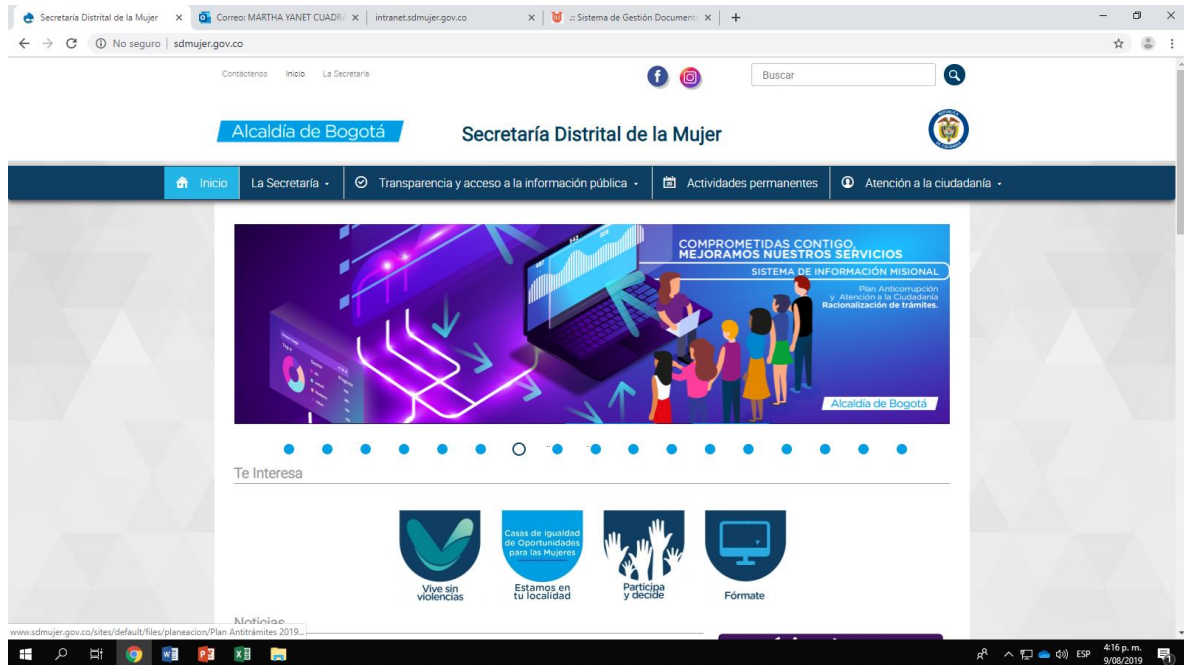 Secretaría Distrital de la Mujer
Correo: MARTHA YANET CUADR
intranet.sdmujer.gov.co
.:: Sistema de Gestión Document
No seguro | sdmujer.gov.co
Contáctenos Inicio La Secretaría
Buscar
Alcaldía de Bogotá
Secretaría Distrital de la Mujer
Inicio
La Secretaría
Transparencia y acceso a la información pública
Actividades permanentes
Atención a la ciudadanía
COMPROMETIDAS CONTIGO,
MEJORAMOS NUESTROS SERVICIOS
SISTEMA DE INFORMACIÓN MISIONAL
Plan Anticorrupción
y Atención a la Ciudadanía
Racionalización de trámites.
Alcaldía de Bogotá
Te Interesa
Casas de Igualdad
de Oportunidades
para las Mujeres
Vive sin
violencias
Estamos en
tu localidad
Participa
y decide
Fórmate
Noticias
www.sdmujer.gov.co/sites/default/files/planeacion/Plan Antitrámites 2019...
ESP
4:16 p. m.
9/08/2019